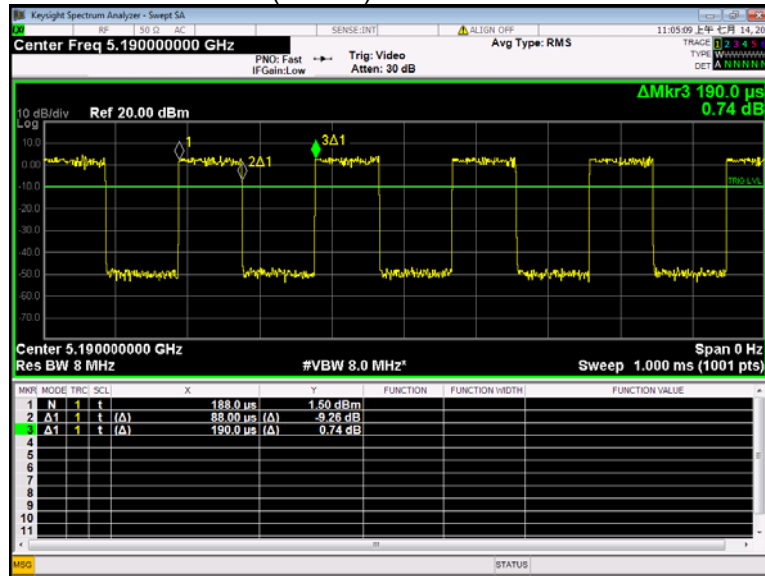 Keysight Spectrum Analyzer - Swept SA
RF 50 Ω AC SENSE:INT ALIGN OFF 11:05:09 上午 七月 14, 20
Center Freq 5.190000000 GHz
PNO: Fast
IFGain:Low
Trig: Video
Atten: 30 dB
Avg Type: RMS
TRACE 1 2 3 4 5
TYPE
DET A N N N N
ΔMkr3 190.0 µs
0.74 dB
10 dB/div Ref 20.00 dBm
Log
10.0
0.00
-10.0
-20.0
-30.0
-40.0
-50.0
-60.0
-70.0
1
2Δ1
3Δ1
TRIG LVL
Center 5.190000000 GHz Span 0 Hz
Res BW 8 MHz #VBW 8.0 MHz* Sweep 1.000 ms (1001 pts)
MKR MODE TRC SCL X Y FUNCTION FUNCTION WIDTH FUNCTION VALUE
1 N 1 t 188.0 µs 1.50 dBm
2 Δ1 1 t (Δ) 88.00 µs (Δ) -9.26 dB
3 Δ1 1 t (Δ) 190.0 µs (Δ) 0.74 dB
4
5
6
7
8
9
10
11
MSG STATUS